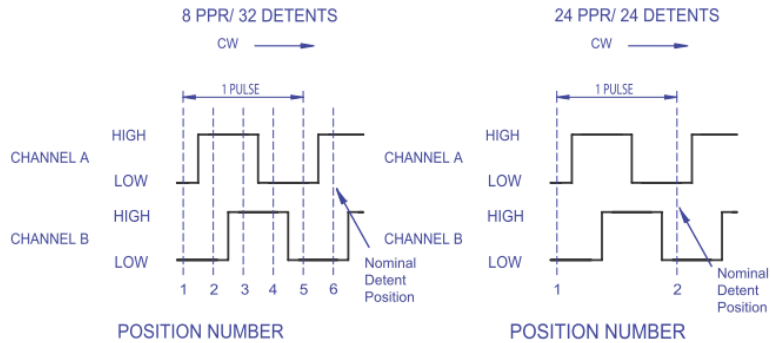 8 PPR/ 32 DETENTS
CW
1 PULSE
CHANNEL A
HIGH
LOW
CHANNEL B
HIGH
LOW
1 2 3 4 5 6
Nominal
Detent
Position
POSITION NUMBER
24 PPR/ 24 DETENTS
CW
1 PULSE
CHANNEL A
HIGH
LOW
CHANNEL B
HIGH
LOW
1 2
Nominal
Detent
Position
POSITION NUMBER